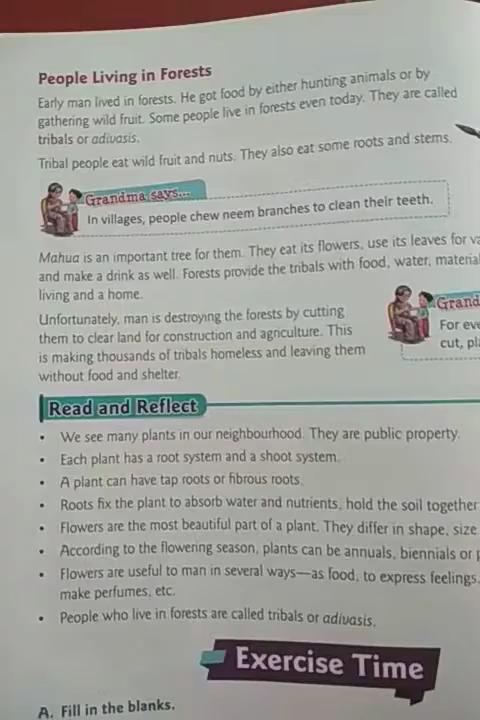 People Living in Forests
Early man lived in forests. He got food by either hunting animals or by
gathering wild fruit. Some people live in forests even today. They are called
tribals or adivasis.
Tribal people eat wild fruit and nuts. They also eat some roots and stems.
Grandma says...
In villages, people chew neem branches to clean their teeth.
Mahua is an important tree for them. They eat its flowers, use its leaves for
and make a drink as well. Forests provide the tribals with food, water,
living and a home.
Unfortunately, man is destroying the forests by cutting
them to clear land for construction and agriculture. This
is making thousands of tribals homeless and leaving them
without food and shelter.
Grand
For
cut,
Read and Reflect
• We see many plants in our neighbourhood. They are public property.
• Each plant has a root system and a shoot system.
• A plant can have tap roots or fibrous roots.
• Roots fix the plant to absorb water and nutrients, hold the soil together
• Flowers are the most beautiful part of a plant. They differ in shape, size
• According to the flowering season, plants can be annuals, biennials or
• Flowers are useful to man in several ways—as food, to express feelings,
make perfumes, etc.
• People who live in forests are called tribals or adivasis.
Exercise Time
A. Fill in the blanks.